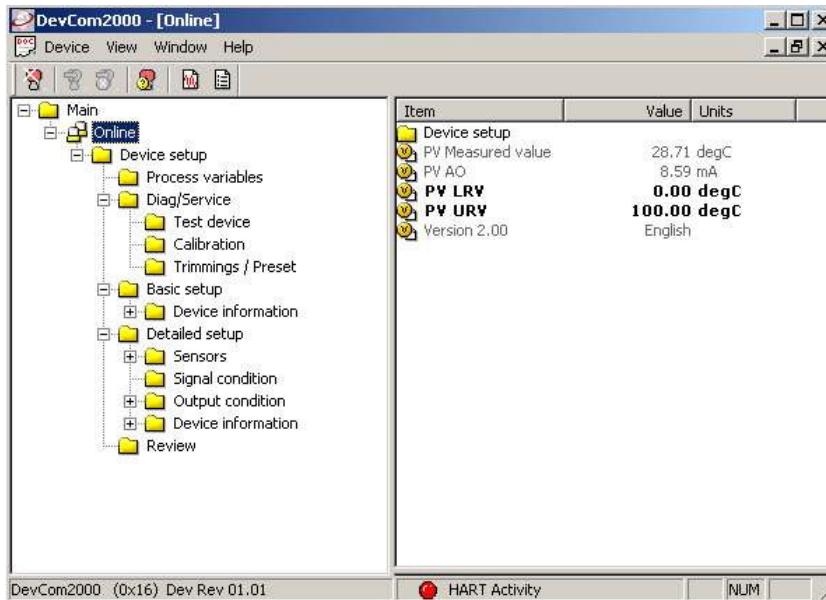 DevCom2000 - [Online]
Device View Window Help
Main
Online
Device setup
Process variables
Diag/Service
Test device
Calibration
Trimmings / Preset
Basic setup
Device information
Detailed setup
Sensors
Signal condition
Output condition
Device information
Review
Item Value Units
Device setup
PV Measured value 28.71 degC
PV AO 8.59 mA
PV LRV 0.00 degC
PV URV 100.00 degC
Version 2.00 English
DevCom2000 (0x16) Dev Rev 01.01 HART Activity NUM